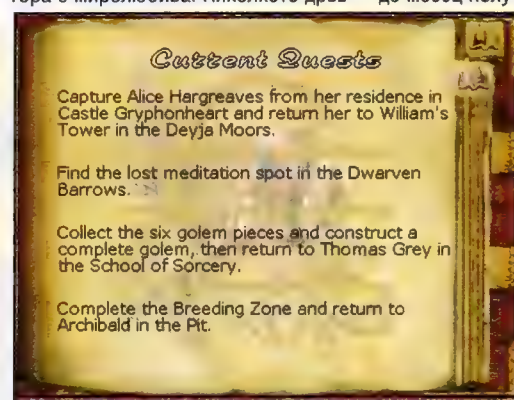 Current Quests
Capture Alice Hargreaves from her residence in
Castle Gryphonheart and return her to William's
Tower in the Deyja Moors.
Find the lost meditation spot in the Dwarven
Barrows.
Collect the six golem pieces and construct a
complete golem, then return to Thomas Grey in
the School of Sorcery.
Complete the Breeding Zone and return to
Archibald in the Pit.